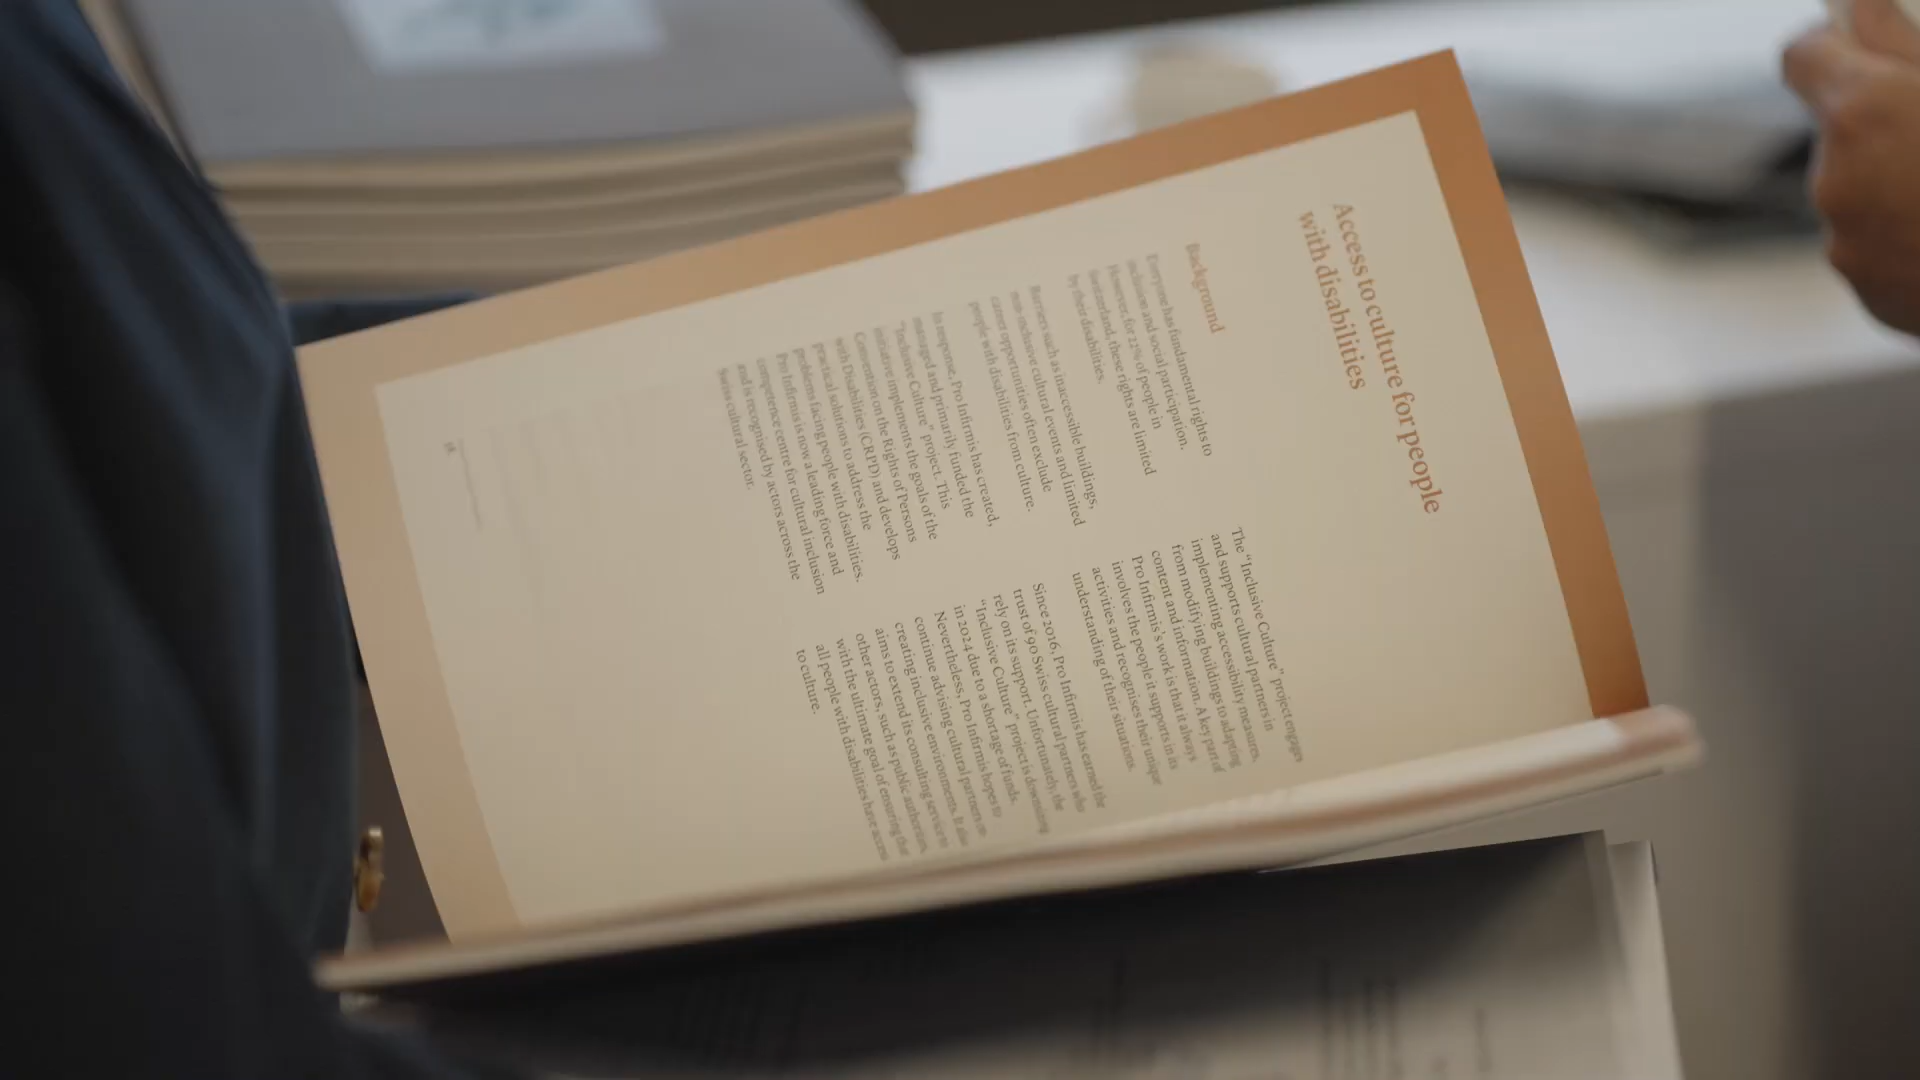 Access to culture for people
with disabilities
Background
Everyone has fundamental rights to
inclusion and social participation.
However, for 22% of people in
Switzerland, these rights are limited
by their disabilities.
Barriers such as inaccessible buildings,
non-inclusive cultural events and limited
career opportunities often exclude
people with disabilities from culture.
In response, Pro Infirmis has created,
managed and primarily funded the
“Inclusive Culture” project. This
initiative implements the goals of the
Convention on the Rights of Persons
with Disabilities (CRPD) and develops
practical solutions to address the
problems facing people with disabilities.
Pro Infirmis is now a leading force and
competence centre for cultural inclusion
and is recognised by actors across the
Swiss cultural sector.
The “Inclusive Culture” project engages
and supports cultural partners in
implementing accessibility measures,
from modifying buildings to adapting
content and information. A key part of
Pro Infirmis’s work is that it always
involves the people it supports in its
activities and recognises their unique
understanding of their situations.
Since 2016, Pro Infirmis has earned the
trust of 90 Swiss cultural partners who
rely on its support. Unfortunately, the
“Inclusive Culture” project is downsizing
in 2024 due to a shortage of funds.
Nevertheless, Pro Infirmis hopes to
continue advising cultural partners on
creating inclusive environments. It also
aims to extend its consulting services to
other actors, such as public authorities,
with the ultimate goal of ensuring that
all people with disabilities have access
to culture.